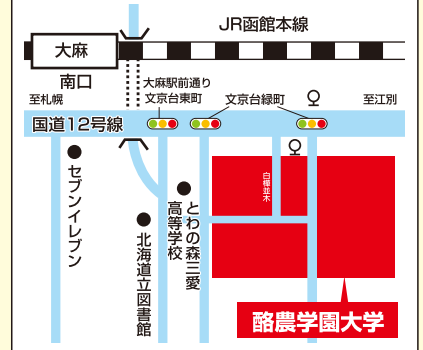 JR函館本線
大麻
南口
大麻駅前通り
文京台東町
文京台緑町
至札幌
至江別
国道12号線
セブンイレブン
北海道立図書館
とわの森三愛
高等学校
白樺並木
酪農学園大学